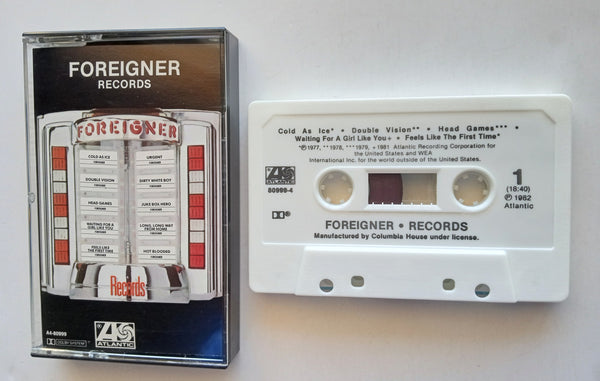 FOREIGNER
RECORDS
FOREIGNER
COLD AS ICE
URGENT
DOUBLE VISION
DIRTY WHITE BOY
HEAD GAMES
JUKE BOX HERO
WAITING FOR A
GIRL LIKE YOU
LONG, LONG WAY
FROM HOME
FEELS LIKE
THE FIRST TIME
HOT BLOODED
Records
A4-80999
DOLBY SYSTEM
ATLANTIC
Cold As Ice* • Double Vision** • Head Games*** •
Waiting For A Girl Like You+ • Feels Like The First Time*
℗*1977, **1978, ***1979, +1981 Atlantic Recording Corporation for
the United States and WEA
International Inc. for the world outside of the United States.
ATLANTIC
80999-4
1
(18:40)
℗ 1982
Atlantic
FOREIGNER • RECORDS
Manufactured by Columbia House under license.